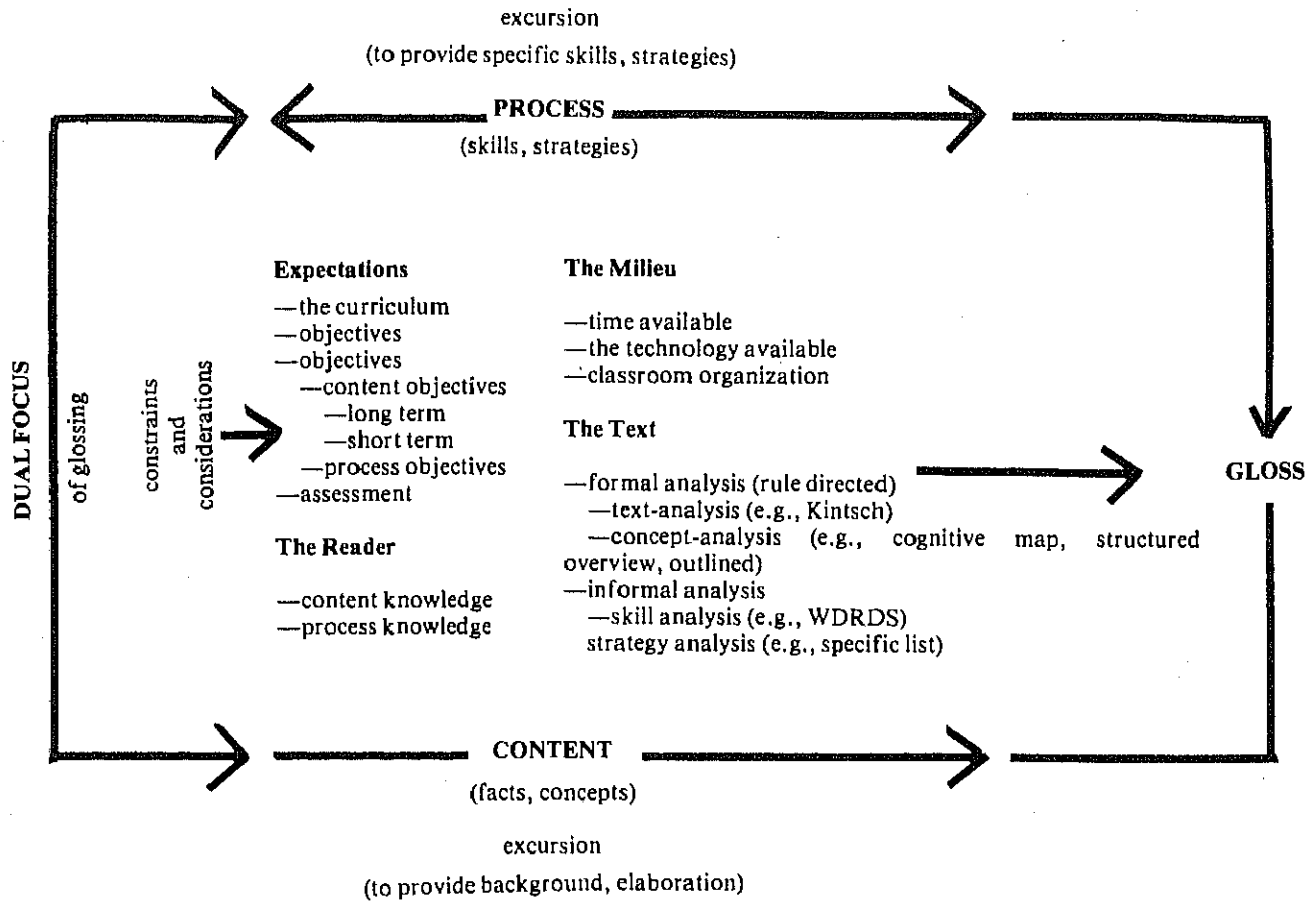 excursion
(to provide specific skills, strategies)
PROCESS
(skills, strategies)
DUAL FOCUS
of glossing
constraints
and
considerations
Expectations
—the curriculum
—objectives
—objectives
—content objectives
—long term
—short term
—process objectives
—assessment
The Reader
—content knowledge
—process knowledge
The Milieu
—time available
—the technology available
—classroom organization
The Text
—formal analysis (rule directed)
—text-analysis (e.g., Kintsch)
—concept-analysis (e.g., cognitive map, structured
overview, outlined)
—informal analysis
—skill analysis (e.g., WDRDS)
strategy analysis (e.g., specific list)
GLOSS
CONTENT
(facts, concepts)
excursion
(to provide background, elaboration)